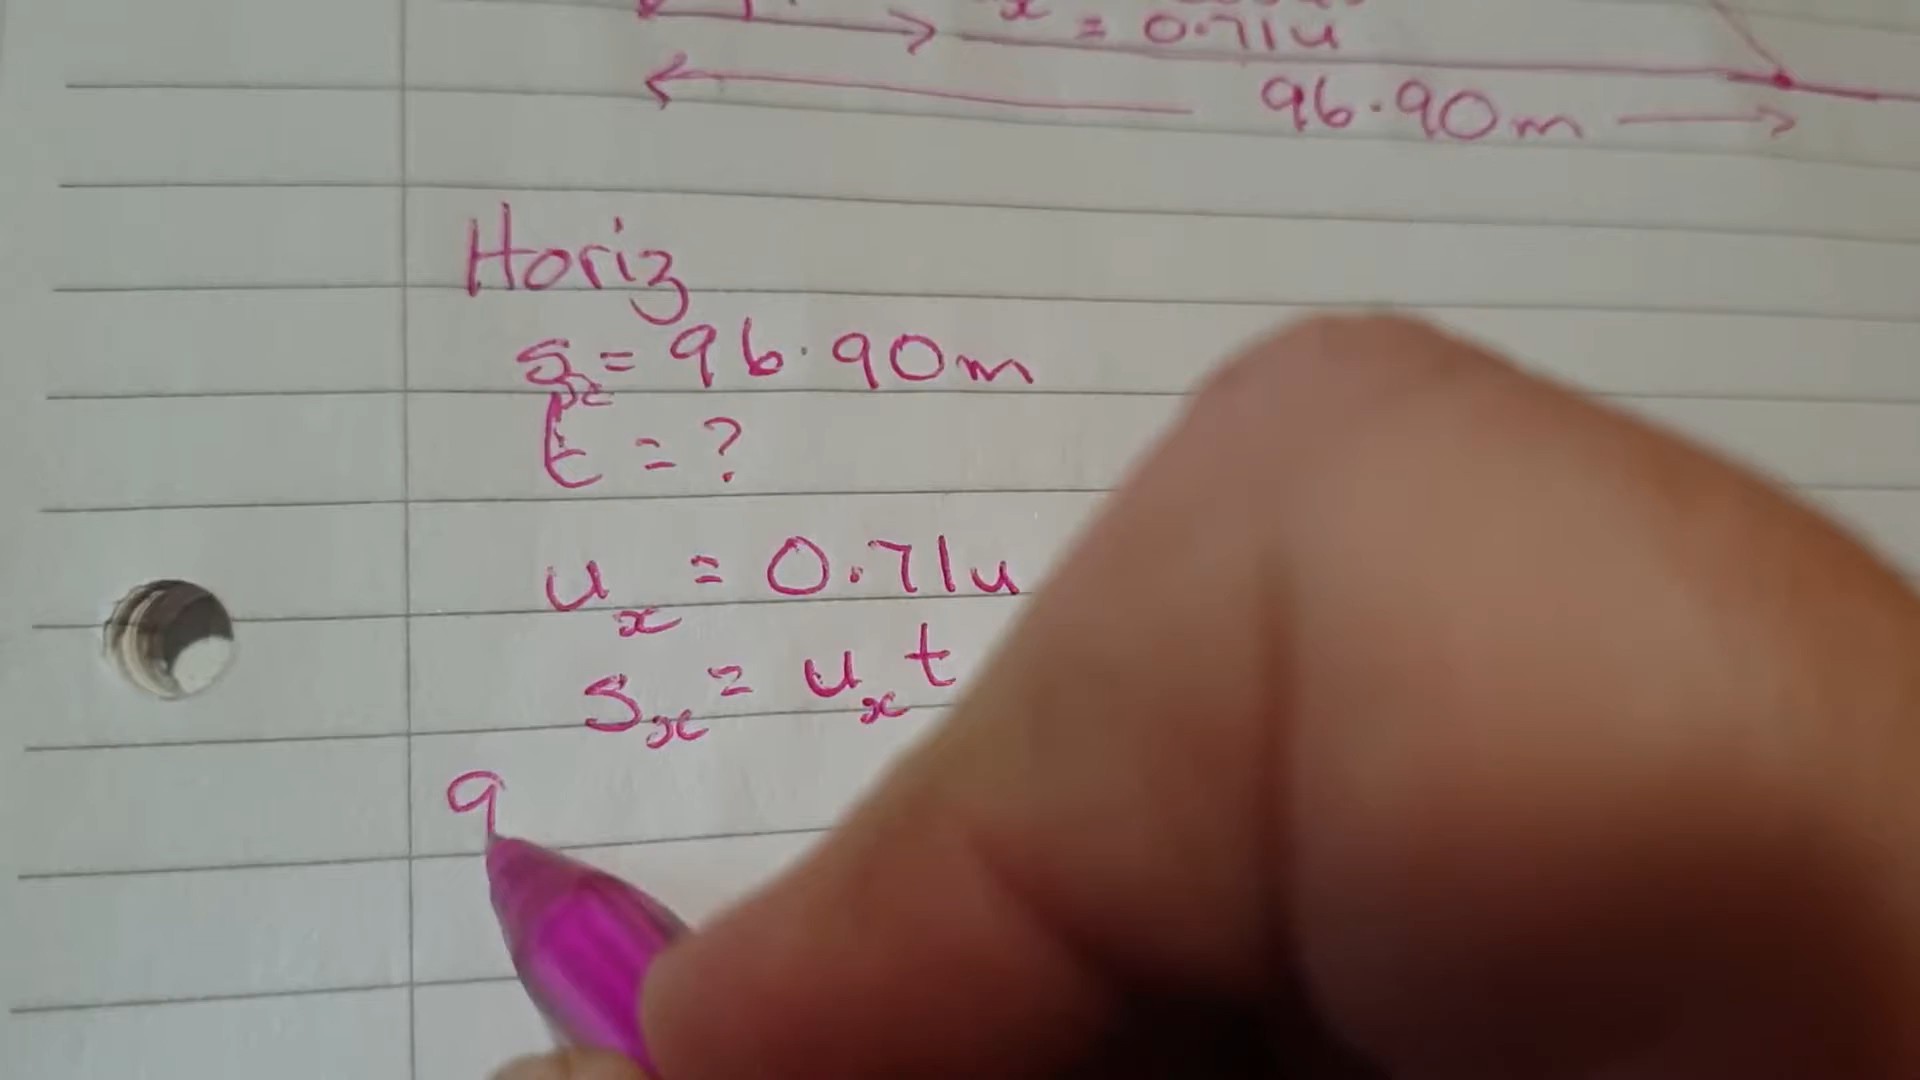 x = 0.71u
96.90m
Horiz
sx = 96.90m
t = ?
ux = 0.71u
sx = uxt
9